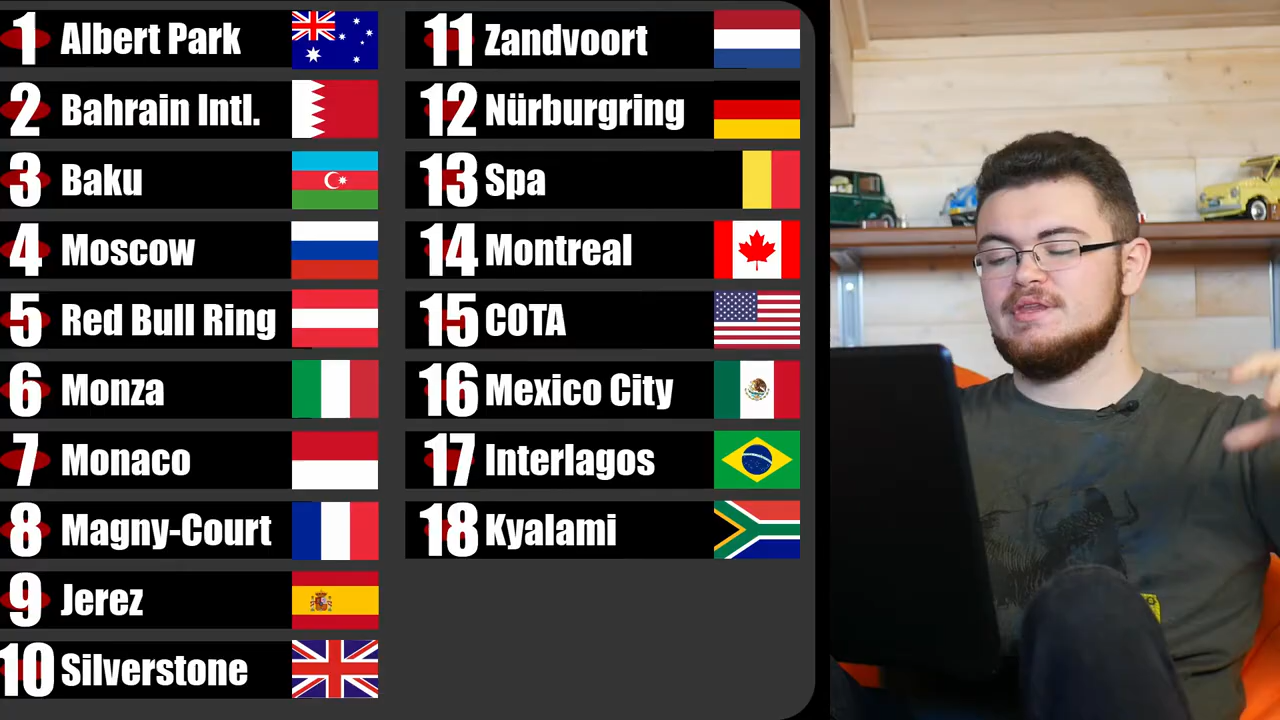 1 Albert Park
2 Bahrain Intl.
3 Baku
4 Moscow
5 Red Bull Ring
6 Monza
7 Monaco
8 Magny-Court
9 Jerez
10 Silverstone
11 Zandvoort
12 Nürburgring
13 Spa
14 Montreal
15 COTA
16 Mexico City
17 Interlagos
18 Kyalami